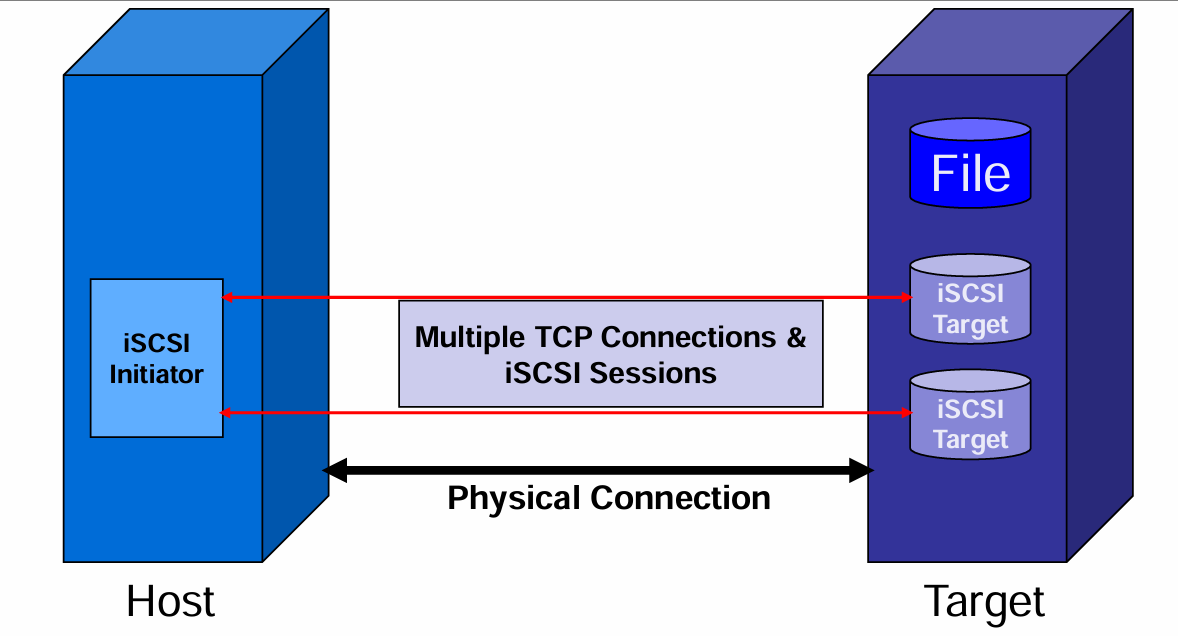 File
iSCSI
Target
iSCSI
Initiator
Multiple TCP Connections &
iSCSI Sessions
iSCSI
Target
Physical Connection
Host
Target